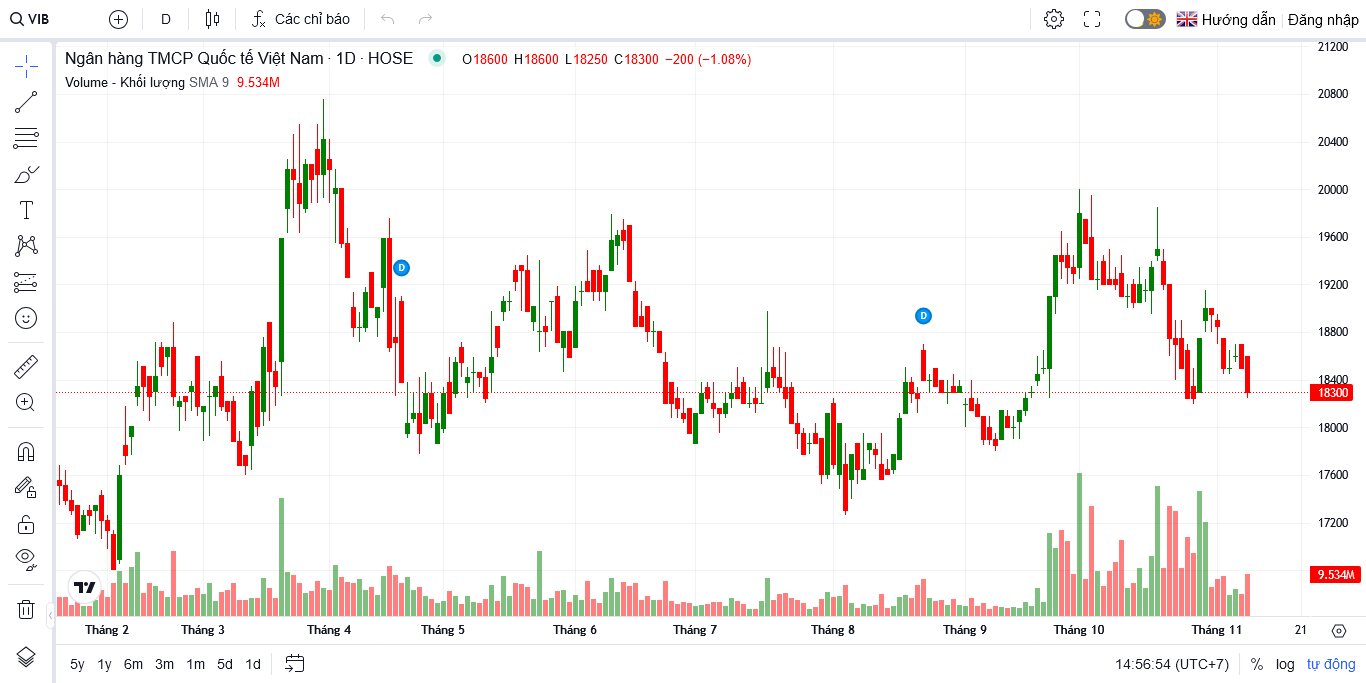 VIB D Các chỉ báo Hướng dẫn Đăng nhập
Ngân hàng TMCP Quốc tế Việt Nam · 1D · HOSE O18600 H18600 L18250 C18300 −200 (−1.08%)
Volume - Khối lượng SMA 9 9.534M
21200
20800
20400
20000
19600
D
19200
D
18800
18400
18300
18000
17600
17200
9.534M
Tháng 2 Tháng 3 Tháng 4 Tháng 5 Tháng 6 Tháng 7 Tháng 8 Tháng 9 Tháng 10 Tháng 11 21
5y 1y 6m 3m 1m 5d 1d 14:56:54 (UTC+7) % log tự động